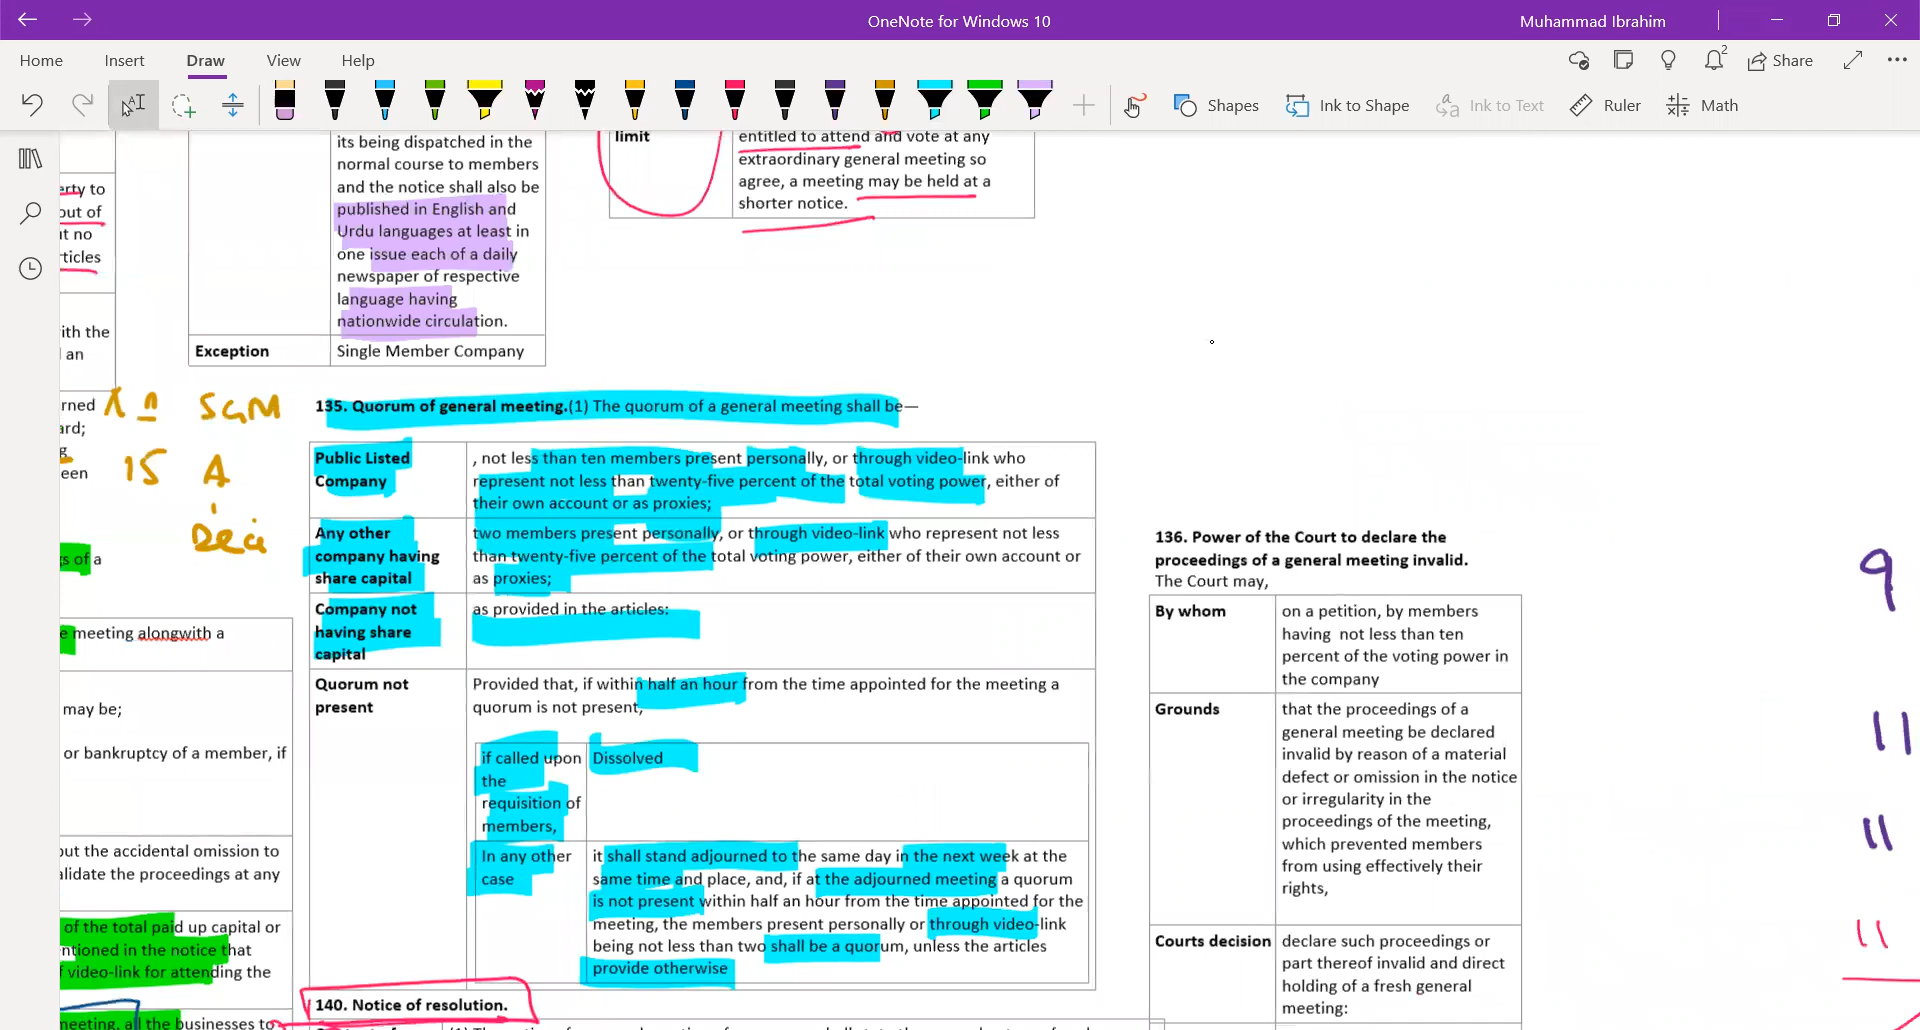 OneNote for Windows 10
Muhammad Ibrahim
Home
Insert
Draw
View
Help
2
Share
Shapes
Ink to Shape
Ink to Text
Ruler
Math
erty to
out of
it no
rticles
ith the
an
rned
ard;
g
een
gs of a
e meeting alongwith a
may be;
or bankruptcy of a member, if
out the accidental omission to
alidate the proceedings at any
of the total paid up capital or
entioned in the notice that
f video-link for attending the
meeting, all the businesses to
its being dispatched in the
normal course to members
and the notice shall also be
published in English and
Urdu languages at least in
one issue each of a daily
newspaper of respective
language having
nationwide circulation.
Exception
Single Member Company
limit
entitled to attend and vote at any
extraordinary general meeting so
agree, a meeting may be held at a
shorter notice.
SGM
15 A
135. Quorum of general meeting.(1) The quorum of a general meeting shall be—
Public Listed
Company
, not less than ten members present personally, or through video-link who
represent not less than twenty-five percent of the total voting power, either of
their own account or as proxies;
Any other
company having
share capital
two members present personally, or through video-link who represent not less
than twenty-five percent of the total voting power, either of their own account or
as proxies;
Company not
having share
capital
as provided in the articles:
Quorum not
present
Provided that, if within half an hour from the time appointed for the meeting a
quorum is not present,
if called upon
the
requisition of
members,
Dissolved
In any other
case
it shall stand adjourned to the same day in the next week at the
same time and place, and, if at the adjourned meeting a quorum
is not present within half an hour from the time appointed for the
meeting, the members present personally or through video-link
being not less than two shall be a quorum, unless the articles
provide otherwise
140. Notice of resolution.
136. Power of the Court to declare the
proceedings of a general meeting invalid.
The Court may,
By whom
on a petition, by members
having not less than ten
percent of the voting power in
the company
Grounds
that the proceedings of a
general meeting be declared
invalid by reason of a material
defect or omission in the notice
or irregularity in the
proceedings of the meeting,
which prevented members
from using effectively their
rights,
Courts decision
declare such proceedings or
part thereof invalid and direct
holding of a fresh general
meeting:
9
11
11
11